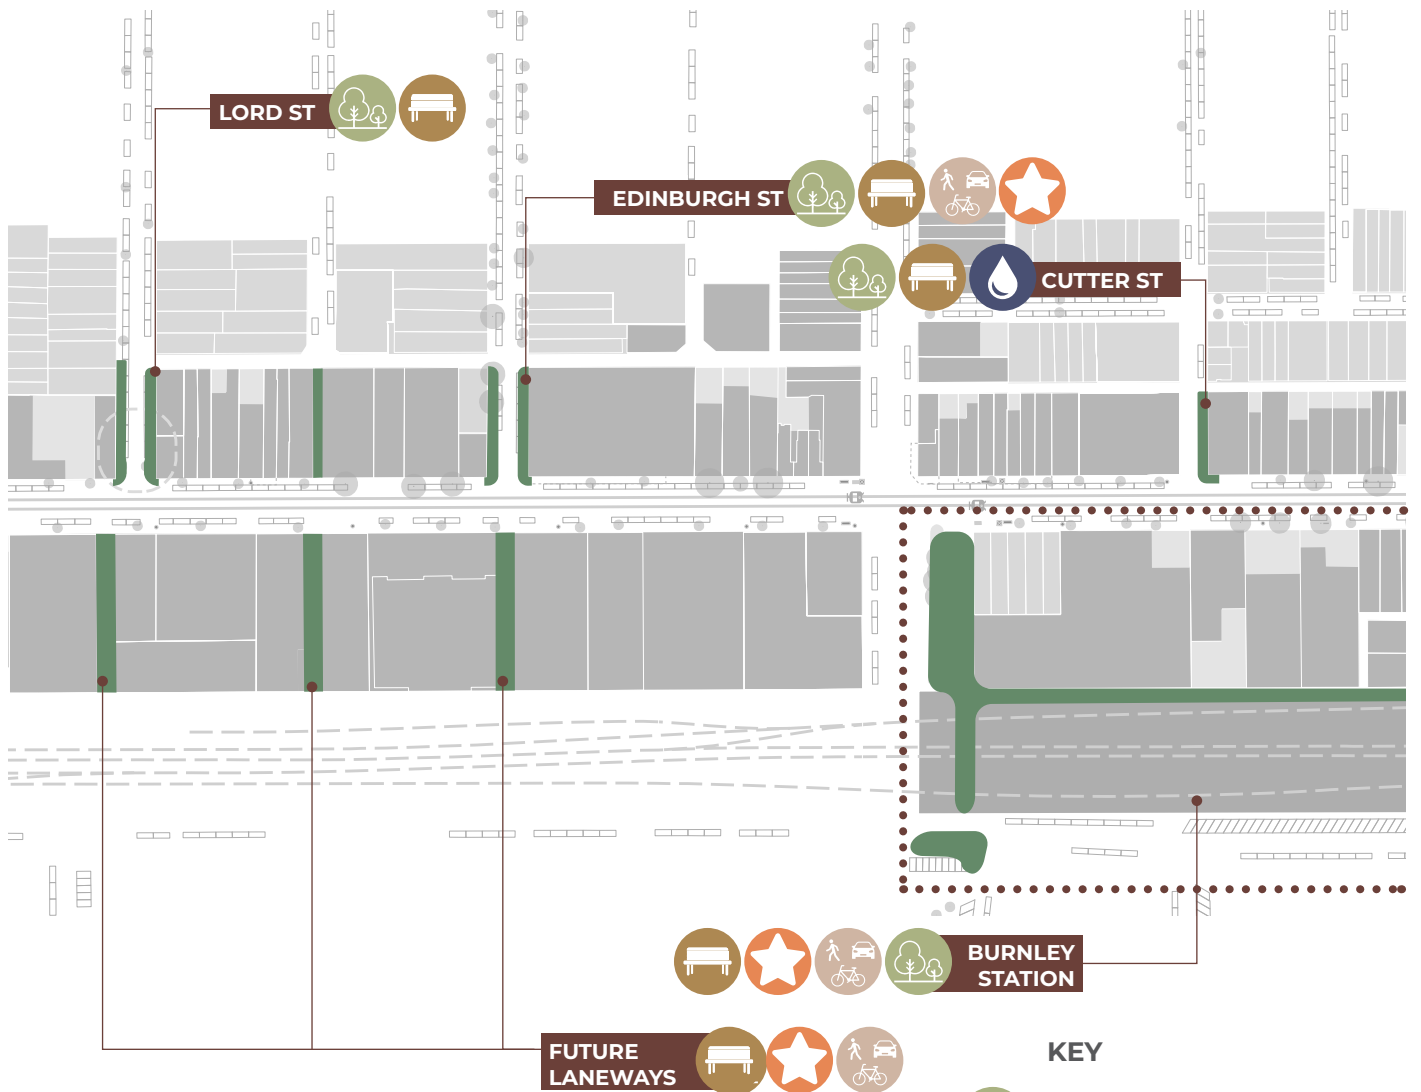 LORD ST
EDINBURGH ST
CUTTER ST
BURNLEY
STATION
FUTURE
LANEWAYS
KEY